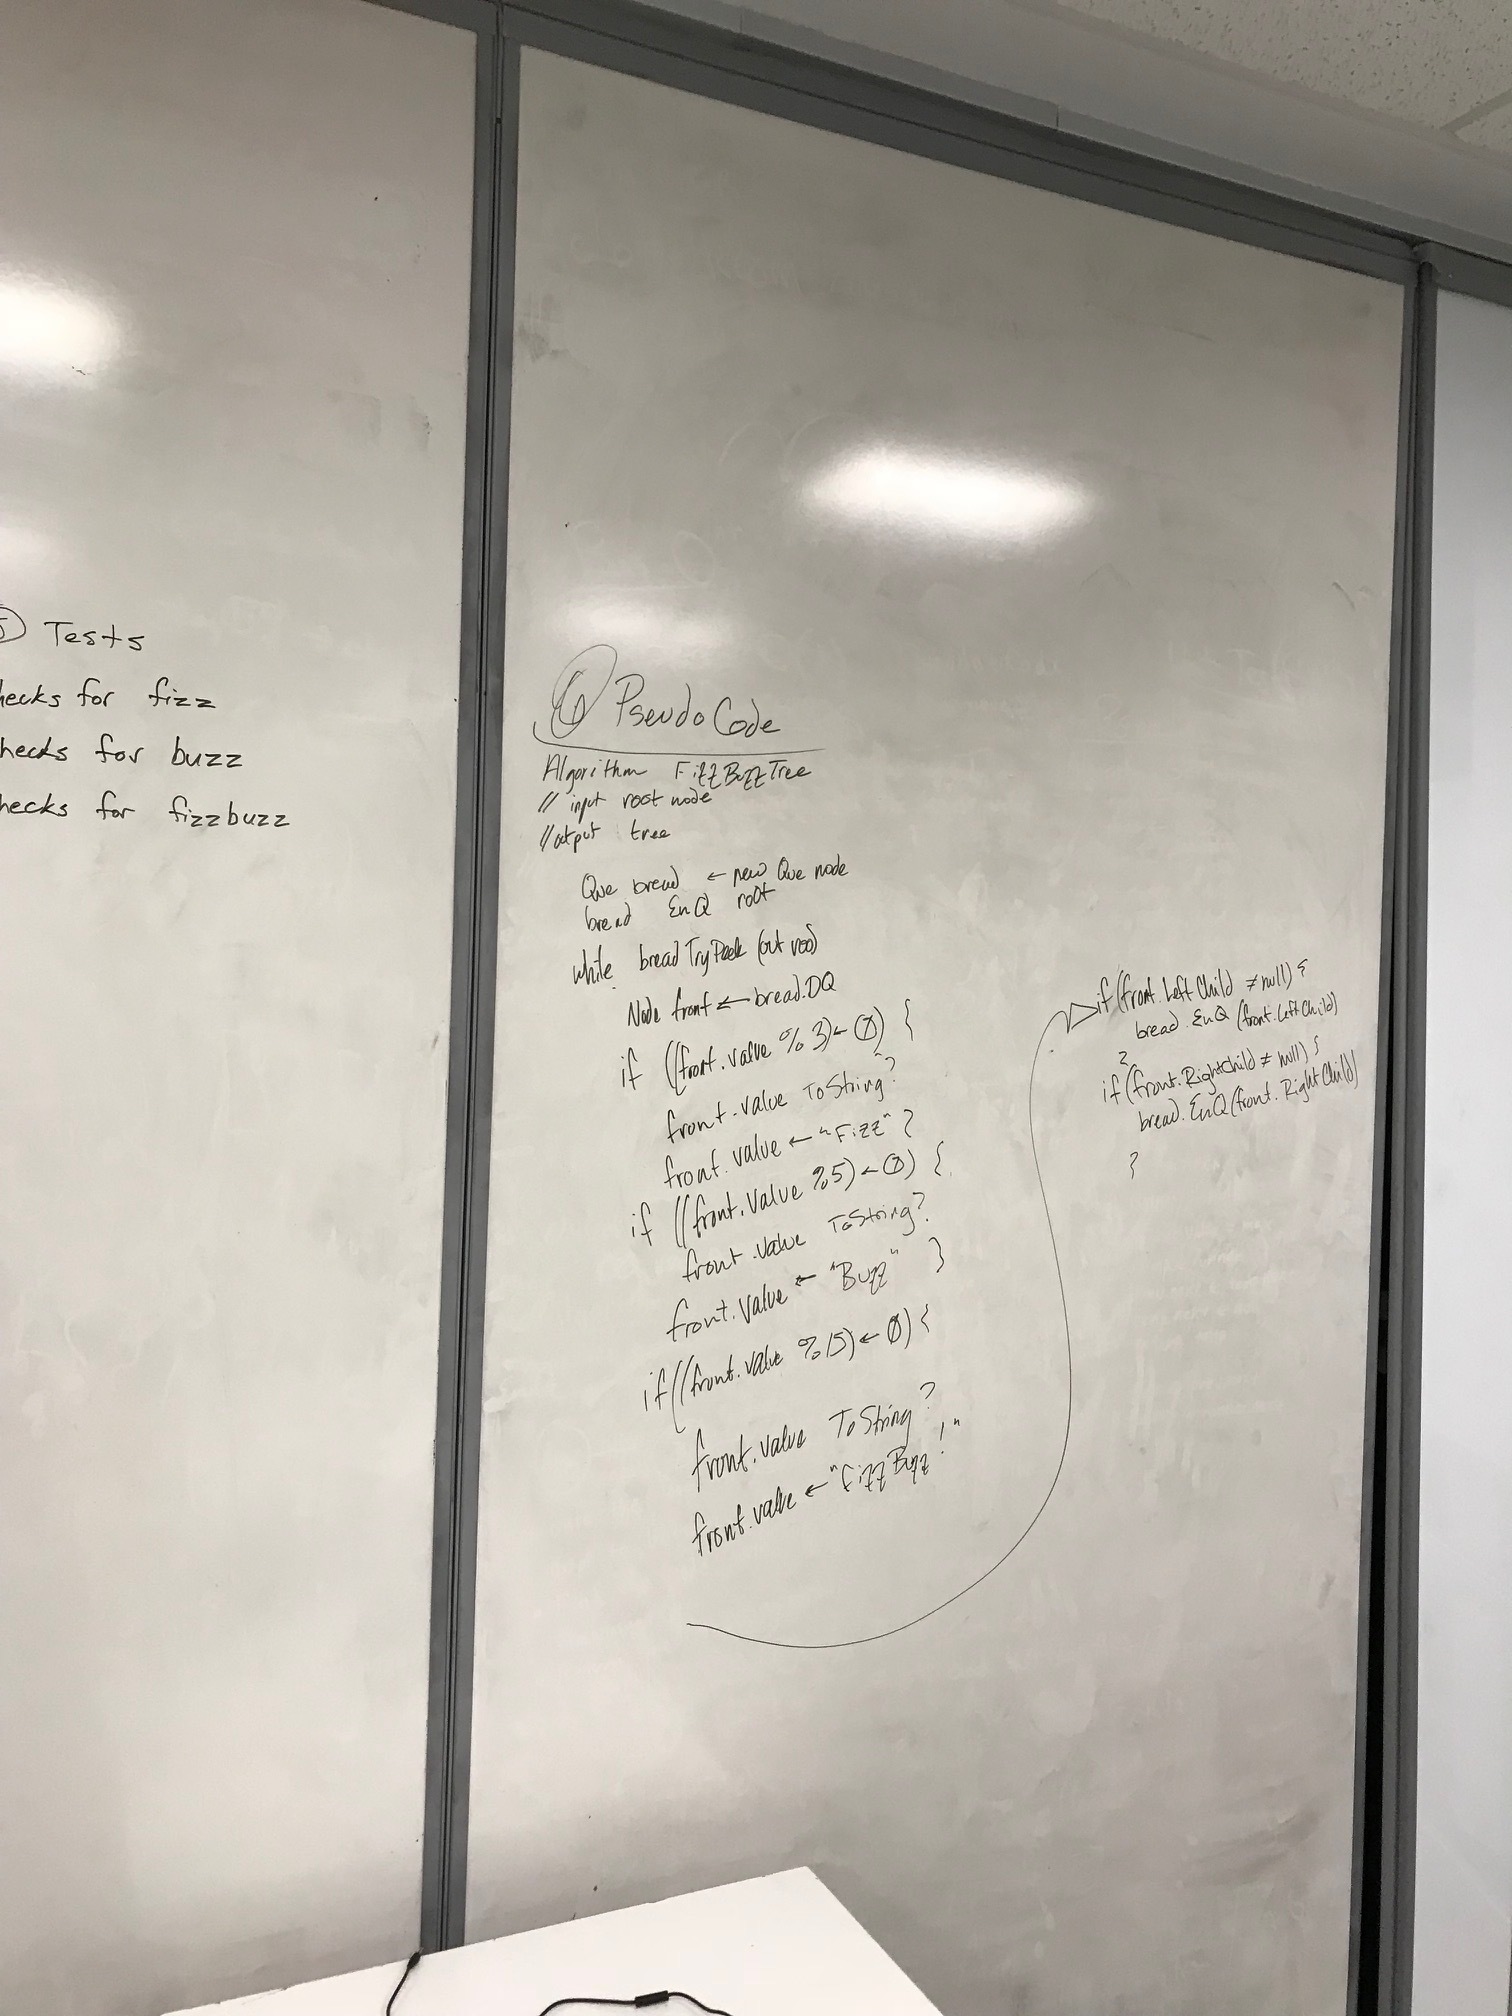 5 Tests
hecks for fizz
hecks for buzz
hecks for fizzbuzz
6 PseudoCode
Algorithm FizzBuzzTree
// input root node
//output tree
Que bread ← new Que node
bread EnQ root
while bread TryPeek (out roo)
Node front ← bread.DQ
if ((front.value % 3) ← 0) {
front.value ToString?
front.value ← "Fizz" }
if ((front.value %5) ← 0) {
front.value ToString?
front.value ← "Buzz" }
if ((front.value %15) ← 0) {
front.value ToString?
front.value ← "FizzBuzz!"
if (front.LeftChild ≠ null) {
bread.EnQ (front.LeftChild)
}
if (front.RightChild ≠ null) {
bread.EnQ (front.RightChild)
}